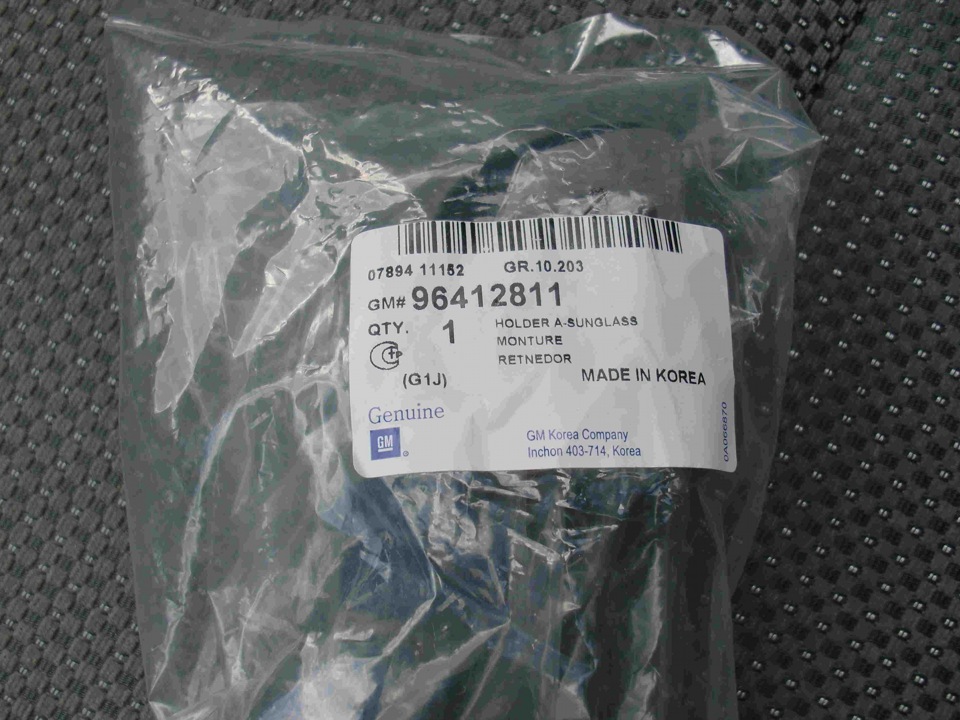 07894 11152 GR.10.203
GM# 96412811
QTY. 1
HOLDER A-SUNGLASS
MONTURE
RETNEDOR
(G1J)
MADE IN KOREA
Genuine
GM
GM Korea Company
Inchon 403-714, Korea
0A066870